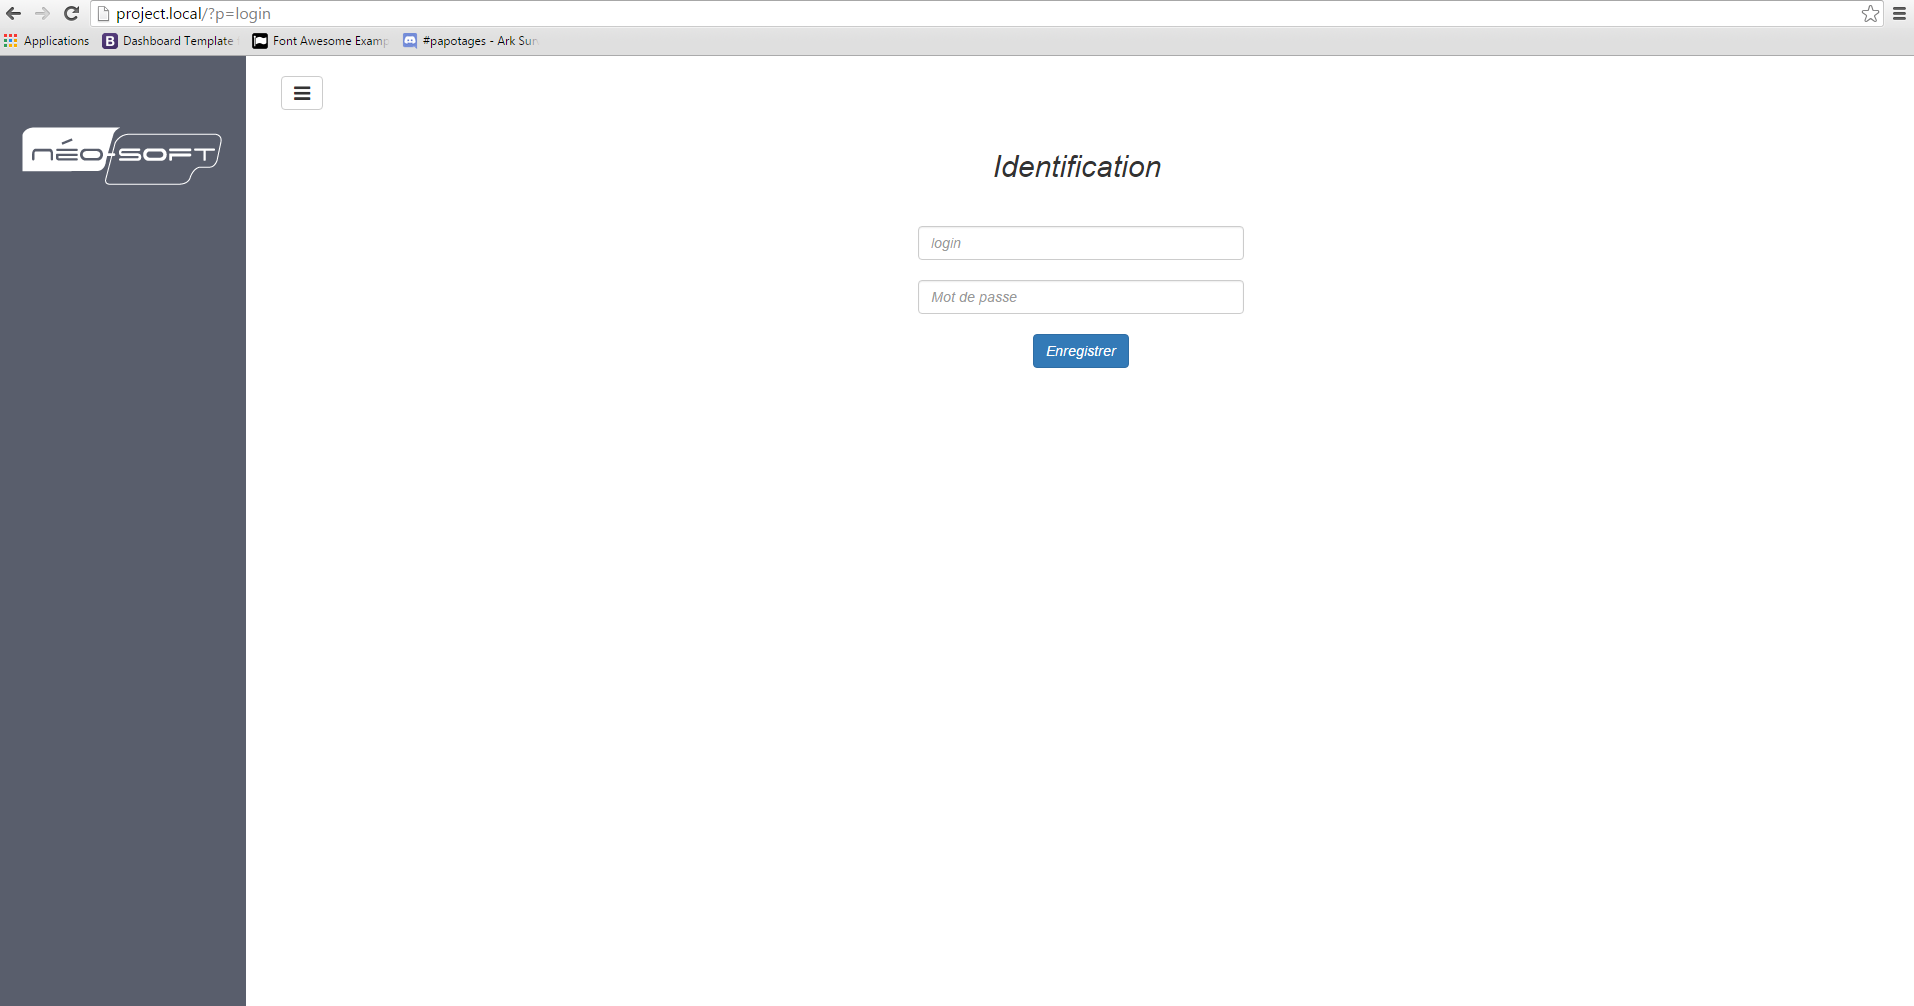 project.local/?p=login
Applications Dashboard Template Font Awesome Examp #papotages - Ark Sur
néo-soft
Identification
login
Mot de passe
Enregistrer